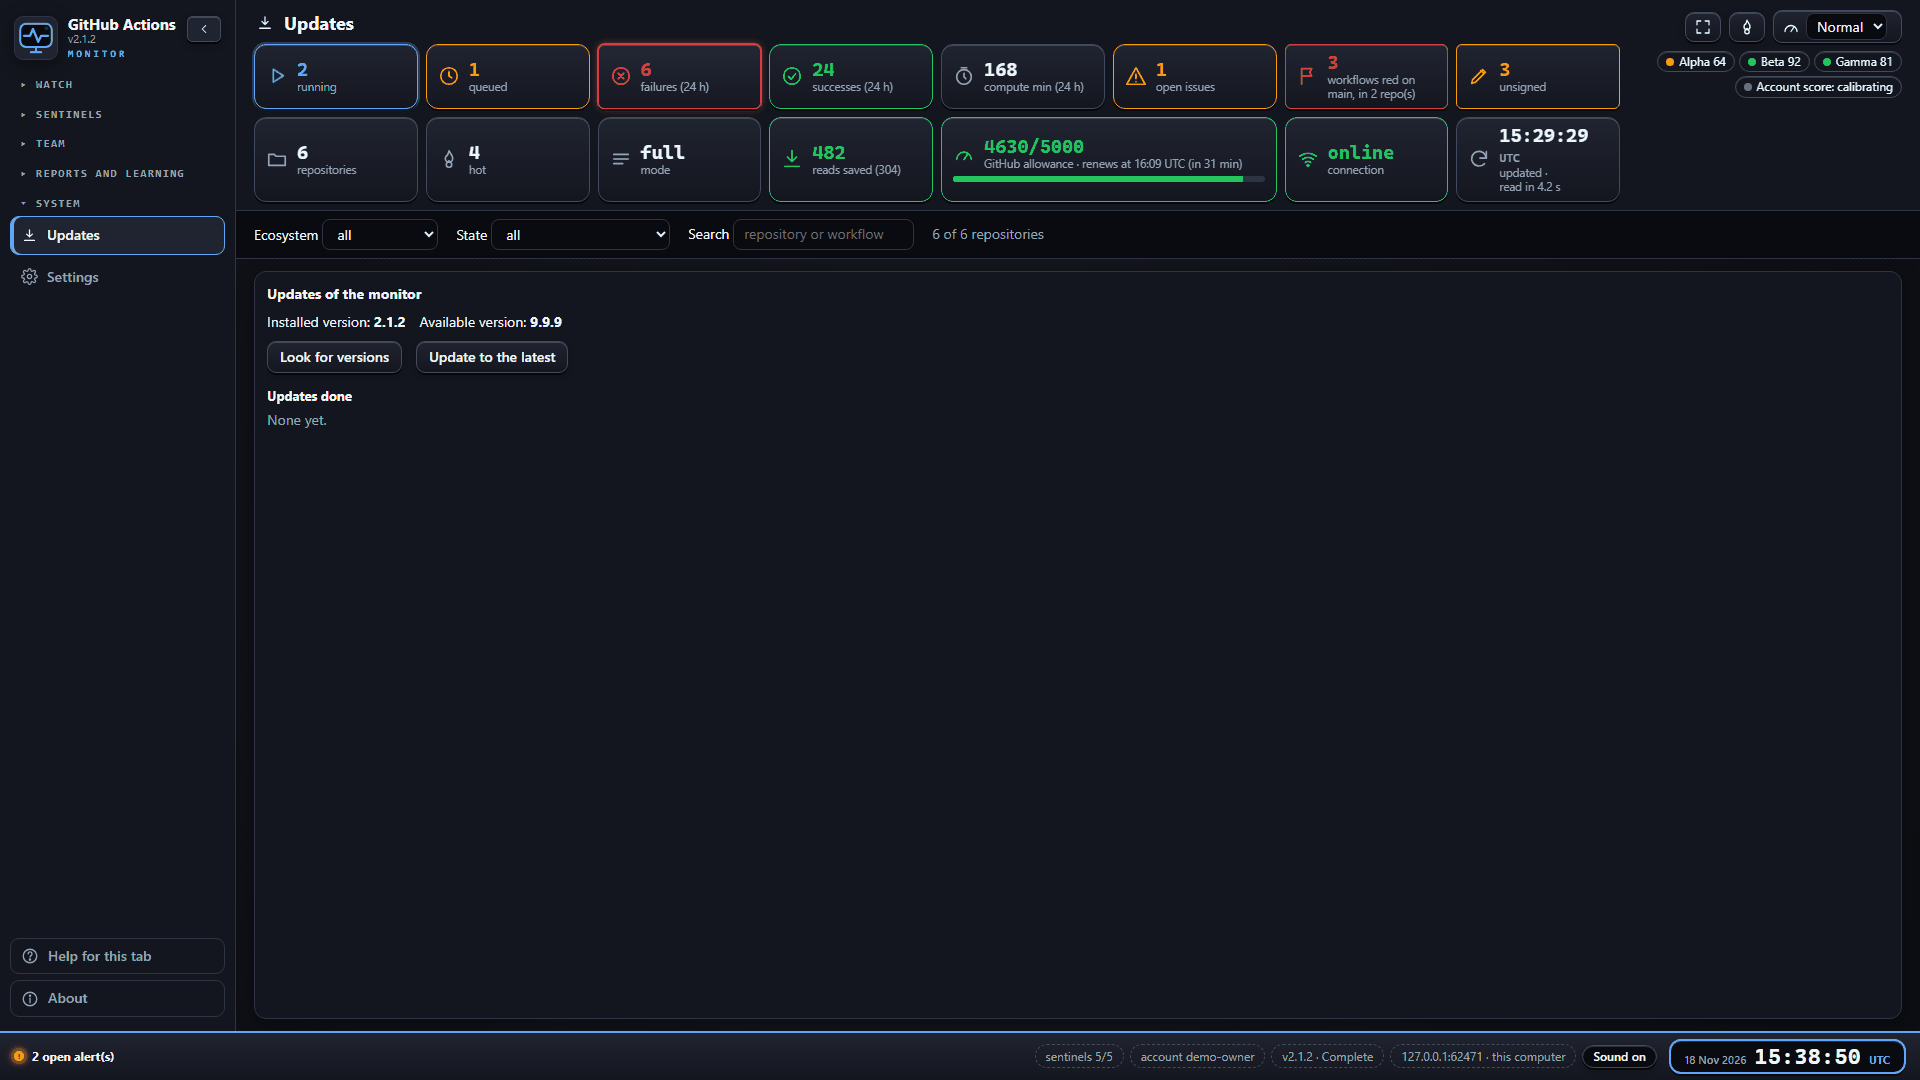 GitHub Actions
v2.1.2
MONITOR
WATCH
SENTINELS
TEAM
REPORTS AND LEARNING
SYSTEM
Updates
Settings
Help for this tab
About
Updates
2
running
1
queued
6
failures (24 h)
24
successes (24 h)
168
compute min (24 h)
1
open issues
3
workflows red on
main, in 2 repo(s)
3
unsigned
6
repositories
4
hot
full
mode
482
reads saved (304)
4630/5000
GitHub allowance · renews at 16:09 UTC (in 31 min)
online
connection
15:29:29
UTC
updated ·
read in 4.2 s
Normal
Alpha 64
Beta 92
Gamma 81
Account score: calibrating
Ecosystem all State all Search repository or workflow 6 of 6 repositories
Updates of the monitor
Installed version: 2.1.2 Available version: 9.9.9
Look for versions Update to the latest
Updates done
None yet.
2 open alert(s)
sentinels 5/5
account demo-owner
v2.1.2 · Complete
127.0.0.1:62471 · this computer
Sound on
18 Nov 2026 15:38:50 UTC